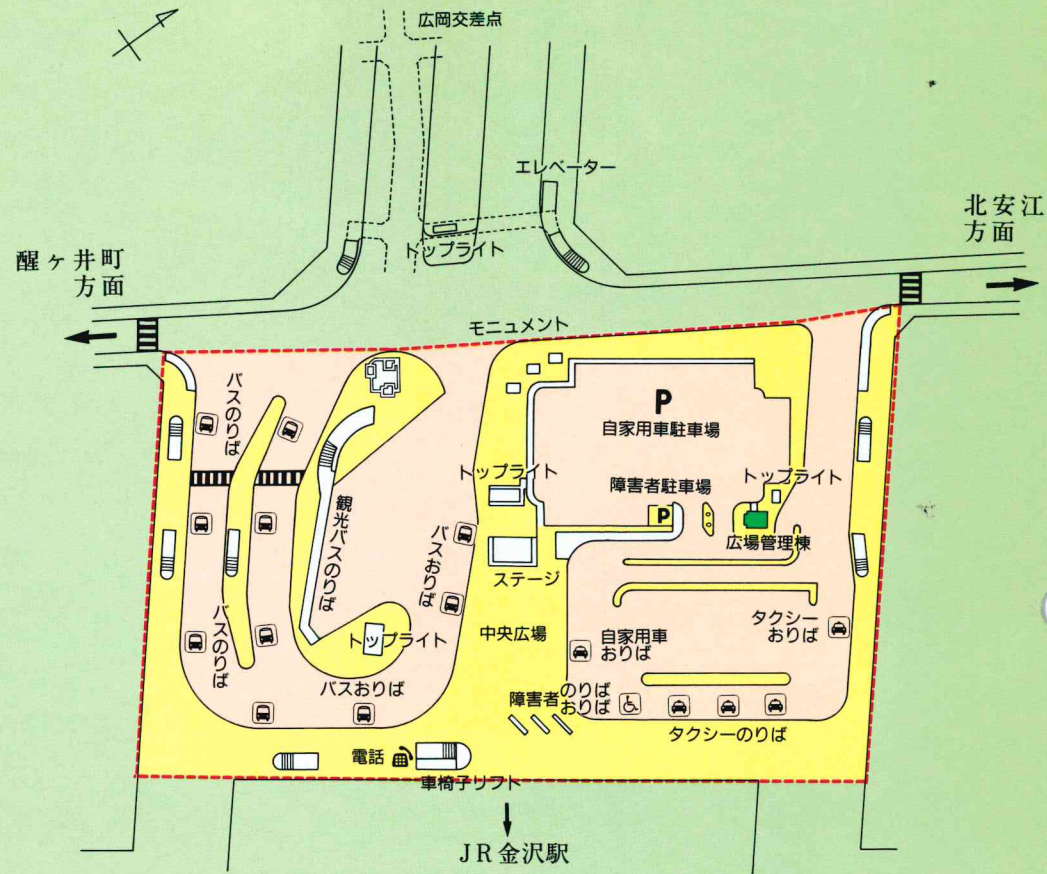 広岡交差点
エレベーター
トップライト
北安江
方面
醒ヶ井町
方面
モニュメント
バスのりば
P
自家用車駐車場
トップライト
障害者駐車場
トップライト
P
広場管理棟
観光バスのりば
バスおりば
ステージ
バスのりば
トップライト
中央広場
自家用車
おりば
タクシー
おりば
バスおりば
障害者
のりば
おりば
タクシーのりば
電話
車椅子リフト
JR金沢駅